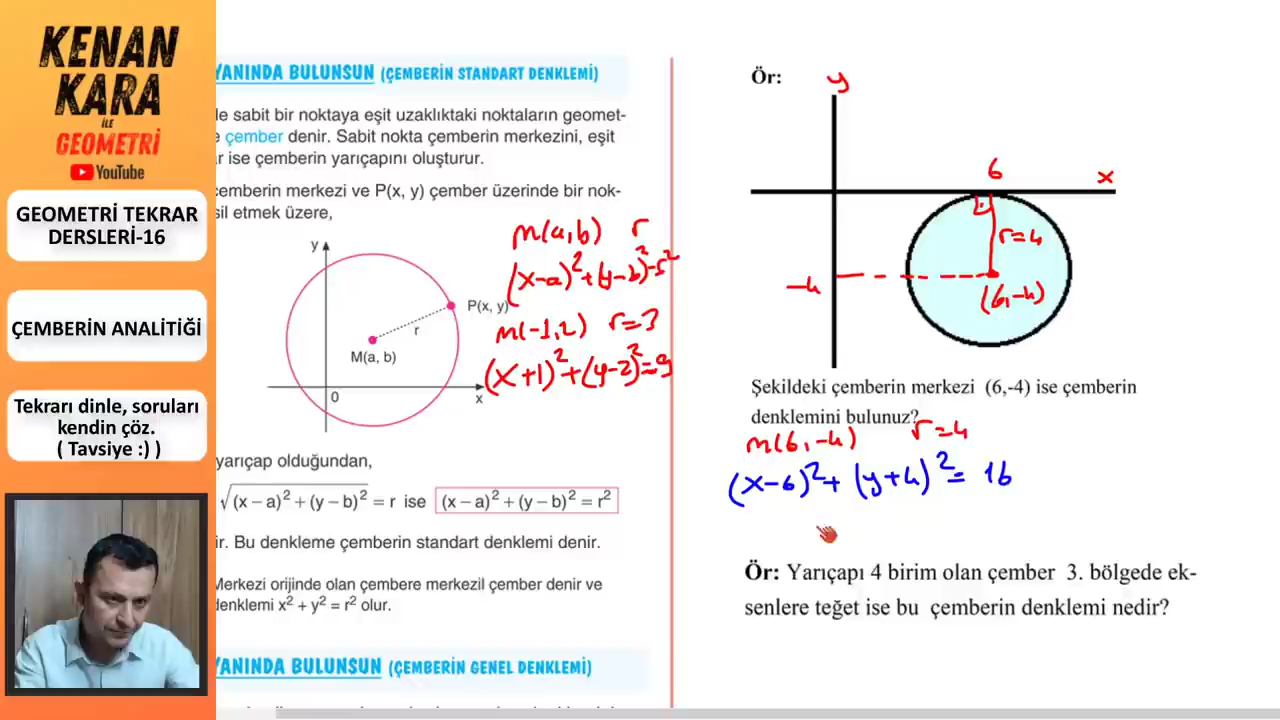 KENAN
KARA
İLE
GEOMETRİ
YouTube
GEOMETRİ TEKRAR
DERSLERİ-16
ÇEMBERİN ANALİTİĞİ
Tekrarı dinle, soruları
kendin çöz.
( Tavsiye :) )
YANINDA BULUNSUN (ÇEMBERİN STANDART DENKLEMİ)
de sabit bir noktaya eşit uzaklıktaki noktaların geomet-
e çember denir. Sabit nokta çemberin merkezini, eşit
r ise çemberin yarıçapını oluşturur.
çemberin merkezi ve P(x, y) çember üzerinde bir nok-
sil etmek üzere,
y
P(x, y)
r
M(a, b)
0
x
M(a,b) r
(x-a)²+(y-b)²=r²
M(-1,2) r=3
(x+1)²+(y-2)²=9
yarıçap olduğundan,
√(x – a)² + (y – b)² = r ise (x – a)² + (y – b)² = r²
ir. Bu denkleme çemberin standart denklemi denir.
Merkezi orijinde olan çembere merkezil çember denir ve
denklemi x² + y² = r² olur.
YANINDA BULUNSUN (ÇEMBERİN GENEL DENKLEMİ)
Ör:
y
6
x
r=4
-4
(6,-4)
Şekildeki çemberin merkezi (6,-4) ise çemberin
denklemini bulunuz?
M(6,-4) r=4
(x-6)²+(y+4)²=16
Ör: Yarıçapı 4 birim olan çember 3. bölgede ek-
senlere teğet ise bu çemberin denklemi nedir?